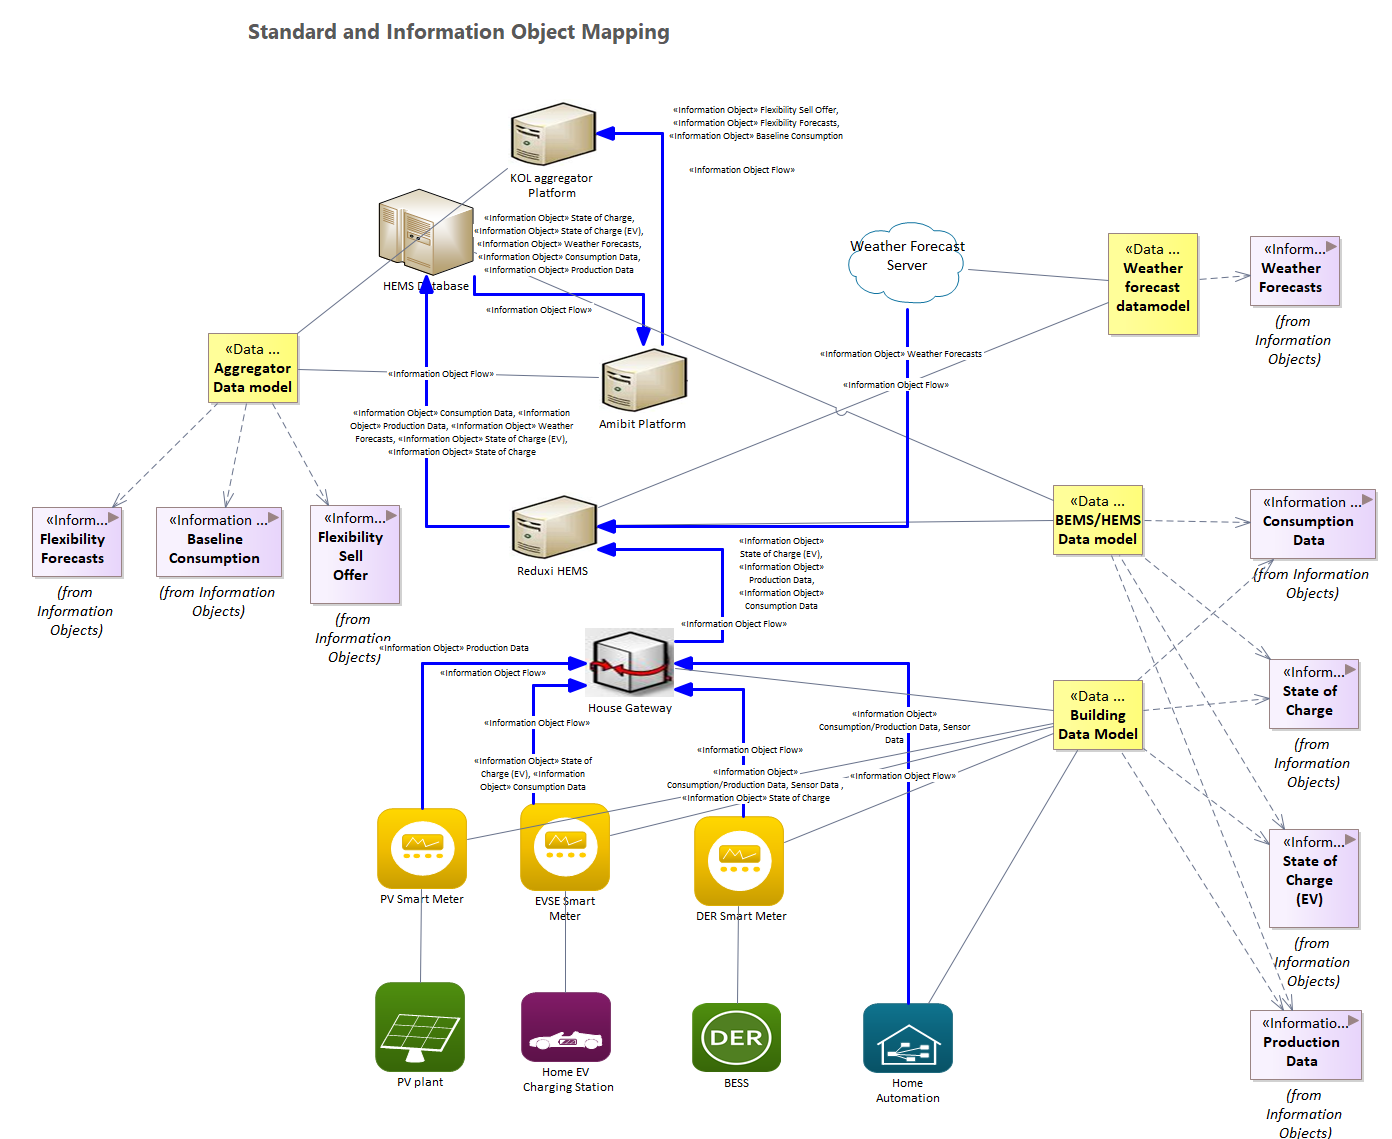 Standard and Information Object Mapping
«Information Object» Flexibility Sell Offer,
«Information Object» Flexibility Forecasts,
«Information Object» Baseline Consumption
«Information Object Flow»
KOL aggregator
Platform
«Information Object» State of Charge,
«Information Object» State of Charge (EV),
«Information Object» Weather Forecasts,
«Information Object» Consumption Data,
«Information Object» Production Data
HEMS Database
«Information Object Flow»
Weather Forecast
Server
«Data ...
Weather
forecast
datamodel
«Inform...
Weather
Forecasts
(from
Information
Objects)
«Data ...
Aggregator
Data model
«Information Object Flow»
Amibit Platform
«Information Object» Weather Forecasts
«Information Object Flow»
«Information Object» Consumption Data, «Information
Object» Production Data, «Information Object» Weather
Forecasts, «Information Object» State of Charge (EV),
«Information Object» State of Charge
«Inform...
Flexibility
Forecasts
(from
Information
Objects)
«Information ...
Baseline
Consumption
(from Information
Objects)
«Inform...
Flexibility
Sell
Offer
(from
Information
Objects)
Reduxi HEMS
«Information Object»
State of Charge (EV),
«Information Object»
Production Data,
«Information Object»
Consumption Data
«Information Object Flow»
«Data ...
BEMS/HEMS
Data model
«Information ...
Consumption
Data
(from Information
Objects)
«Information Object» Production Data
«Information Object Flow»
House Gateway
«Information Object Flow»
«Information Object» State of
Charge (EV), «Information
Object» Consumption Data
«Information Object Flow»
«Information Object»
Consumption/Production Data, Sensor Data ,
«Information Object» State of Charge
«Information Object»
Consumption/Production Data, Sensor
Data
«Information Object Flow»
«Data ...
Building
Data Model
«Inform...
State of
Charge
(from
Information
Objects)
«Inform...
State of
Charge
(EV)
(from
Information
Objects)
PV Smart Meter
EVSE Smart
Meter
DER Smart Meter
PV plant
Home EV
Charging Station
DER
BESS
Home
Automation
«Informatio...
Production
Data
(from
Information
Objects)